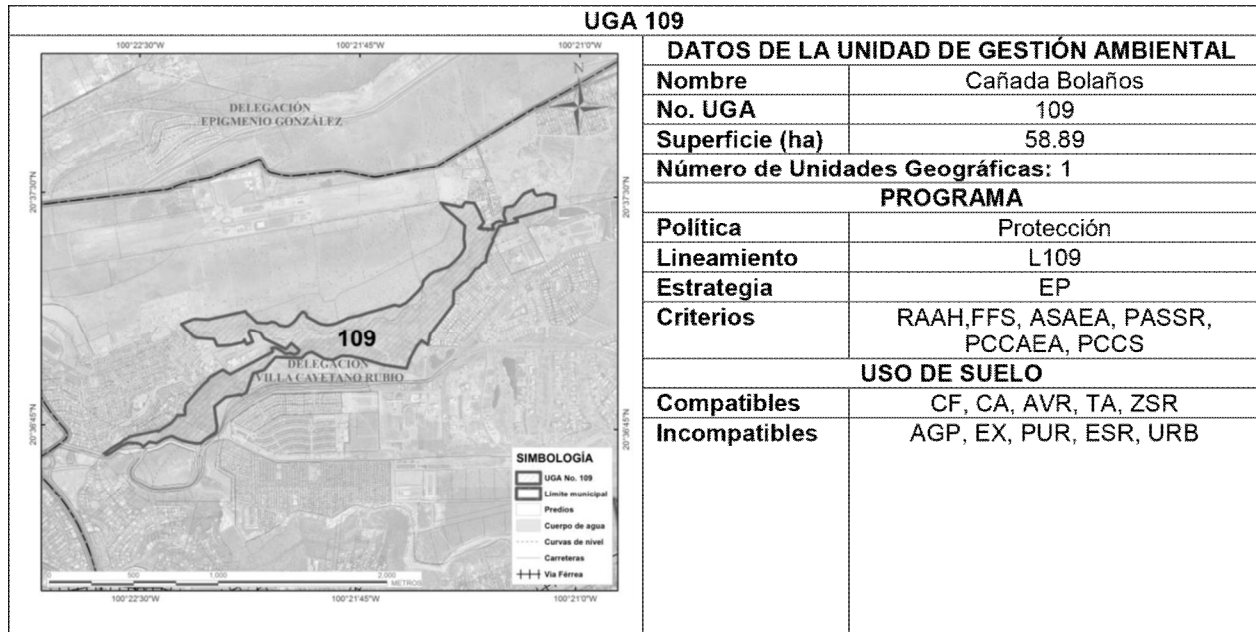 UGA 109
100°22'30"W 100°21'45"W 100°21'0"W
N
DELEGACIÓN
EPIGMENIO GONZÁLEZ
20°37'30"N 20°37'30"N
109
DELEGACIÓN
VILLA CAYETANO RUBIO
20°36'45"N 20°36'45"N
SIMBOLOGÍA
UGA No. 109
Limite municipal
Predios
Cuerpo de agua
Curvas de nivel
Carreteras
Via Férrea
0 500 1,000 2,000
METROS
100°22'30"W 100°21'45"W 100°21'0"W
DATOS DE LA UNIDAD DE GESTIÓN AMBIENTAL
Nombre Cañada Bolaños
No. UGA 109
Superficie (ha) 58.89
Número de Unidades Geográficas: 1
PROGRAMA
Política Protección
Lineamiento L109
Estrategia EP
Criterios RAAH,FFS, ASAEA, PASSR,
PCCAEA, PCCS
USO DE SUELO
Compatibles CF, CA, AVR, TA, ZSR
Incompatibles AGP, EX, PUR, ESR, URB